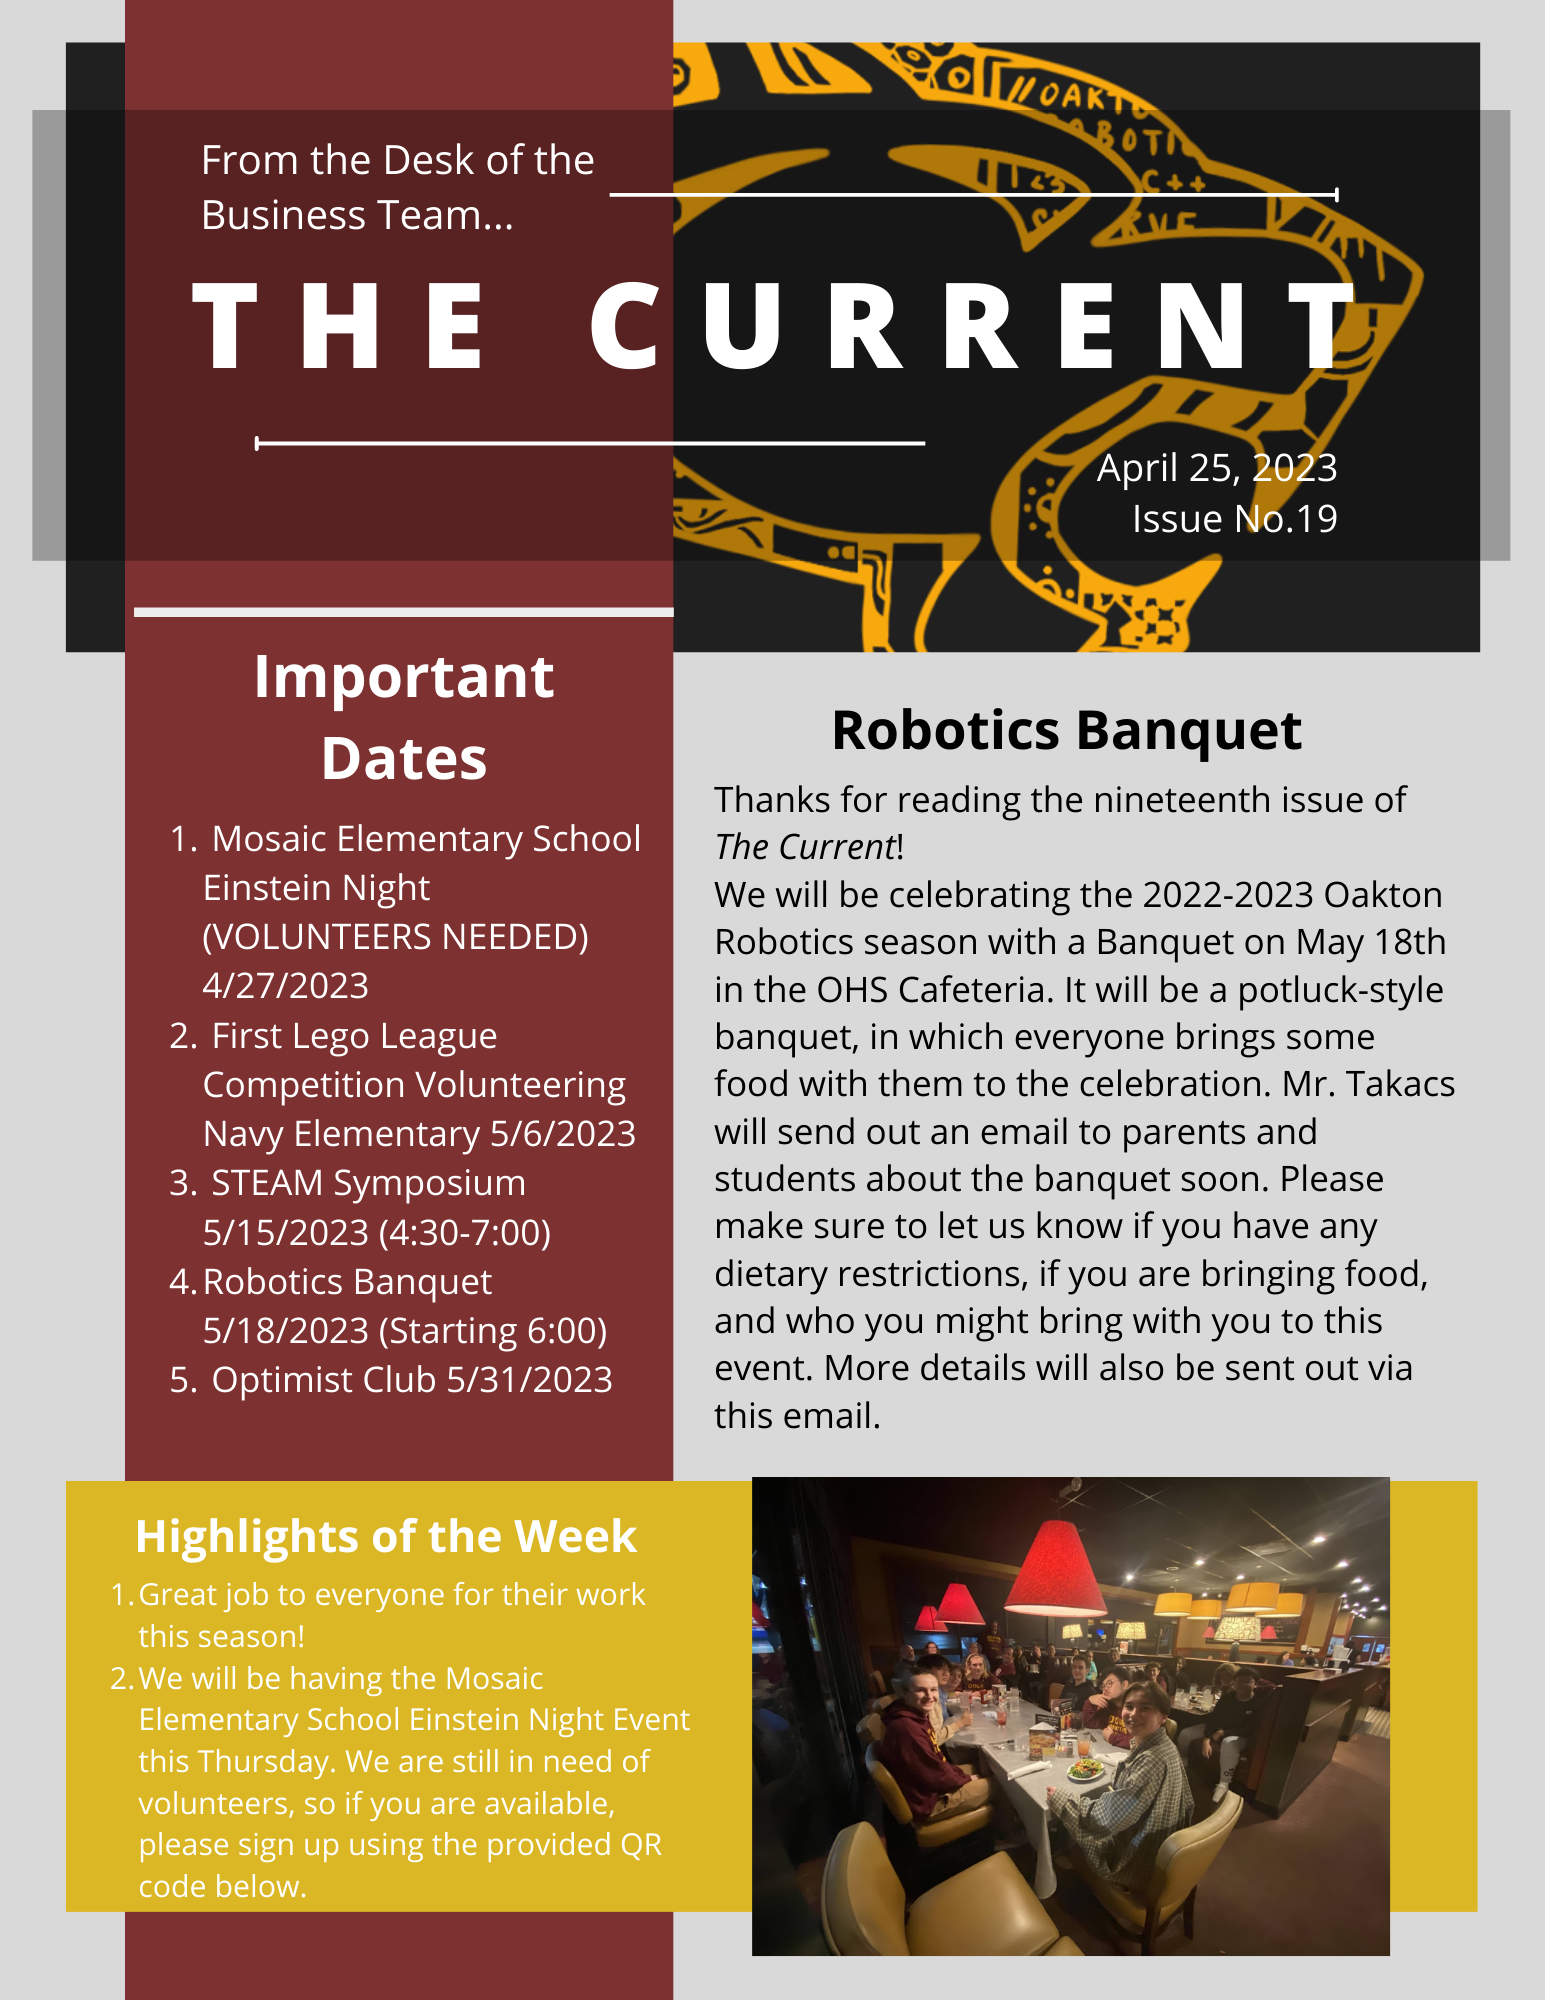 From the Desk of the
Business Team...
THE CURRENT
April 25, 2023
Issue No.19
Important
Dates
1. Mosaic Elementary School
Einstein Night
(VOLUNTEERS NEEDED)
4/27/2023
2. First Lego League
Competition Volunteering
Navy Elementary 5/6/2023
3. STEAM Symposium
5/15/2023 (4:30-7:00)
4. Robotics Banquet
5/18/2023 (Starting 6:00)
5. Optimist Club 5/31/2023
Robotics Banquet
Thanks for reading the nineteenth issue of
The Current!
We will be celebrating the 2022-2023 Oakton
Robotics season with a Banquet on May 18th
in the OHS Cafeteria. It will be a potluck-style
banquet, in which everyone brings some
food with them to the celebration. Mr. Takacs
will send out an email to parents and
students about the banquet soon. Please
make sure to let us know if you have any
dietary restrictions, if you are bringing food,
and who you might bring with you to this
event. More details will also be sent out via
this email.
Highlights of the Week
1. Great job to everyone for their work
this season!
2. We will be having the Mosaic
Elementary School Einstein Night Event
this Thursday. We are still in need of
volunteers, so if you are available,
please sign up using the provided QR
code below.
//OAKTO
C++